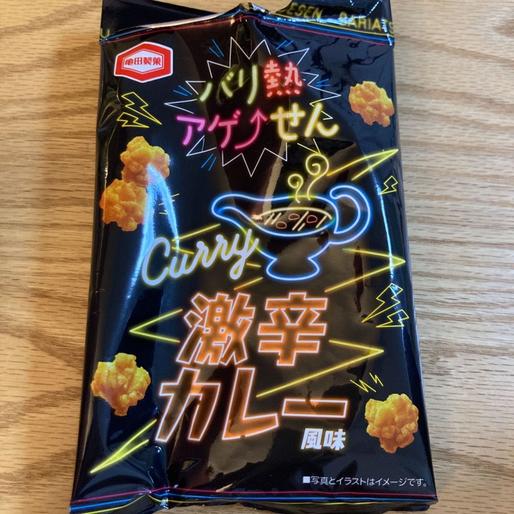 亀田製菓
バリ熱
アゲ⤴せん
Curry
激辛
カレー
風味
■写真とイラストはイメージです。